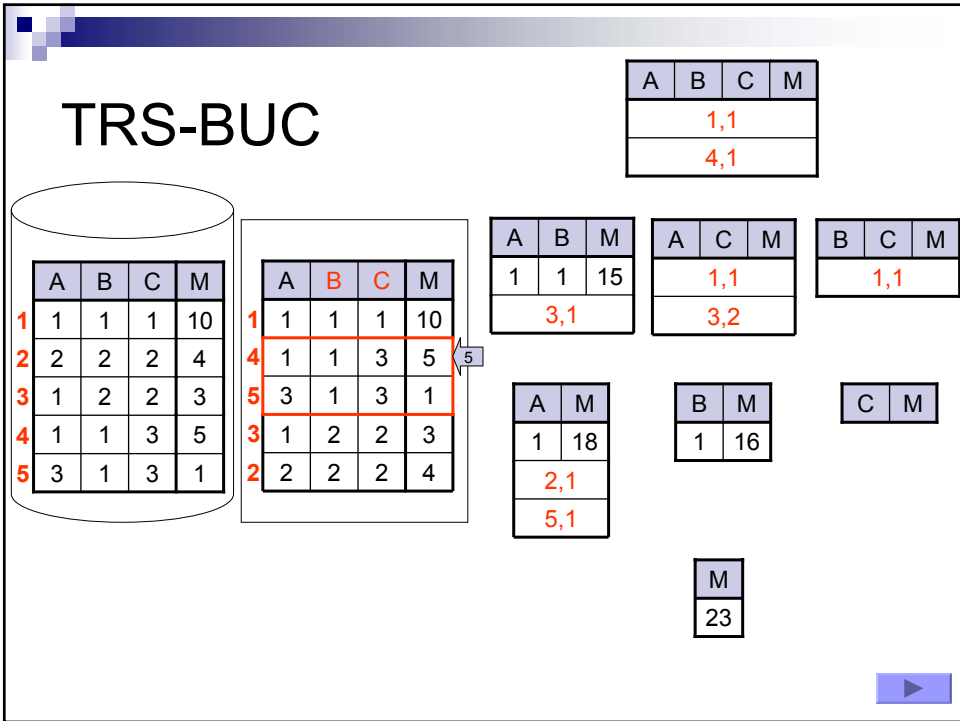 TRS-BUC
A B C M
1,1
4,1
A B C M
1 1 1 1 10
2 2 2 2 4
3 1 2 2 3
4 1 1 3 5
5 3 1 3 1
A B C M
1 1 1 1 10
4 1 1 3 5
5
5 3 1 3 1
3 1 2 2 3
2 2 2 2 4
A B M
1 1 15
3,1
A C M
1,1
3,2
B C M
1,1
A M
1 18
2,1
5,1
B M
1 16
C M
M
23